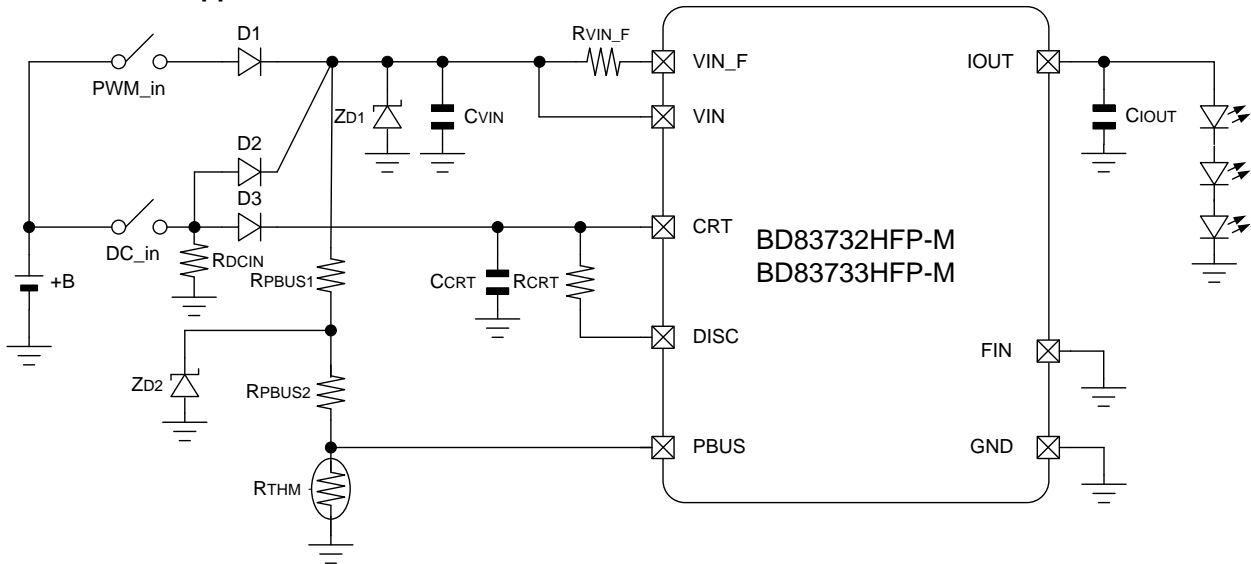 D1
RVIN_F
VIN_F
IOUT
PWM_in
ZD1
CVIN
VIN
CIOUT
D2
D3
CRT
DC_in
RDCIN
BD83732HFP-M
BD83733HFP-M
+B
RPBUS1
CCRT
RCRT
DISC
FIN
ZD2
RPBUS2
PBUS
GND
RTHM